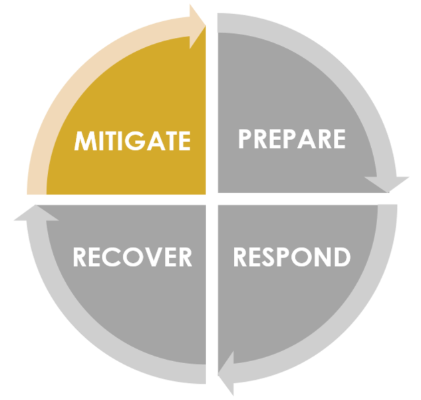 MITIGATE
PREPARE
RECOVER
RESPOND